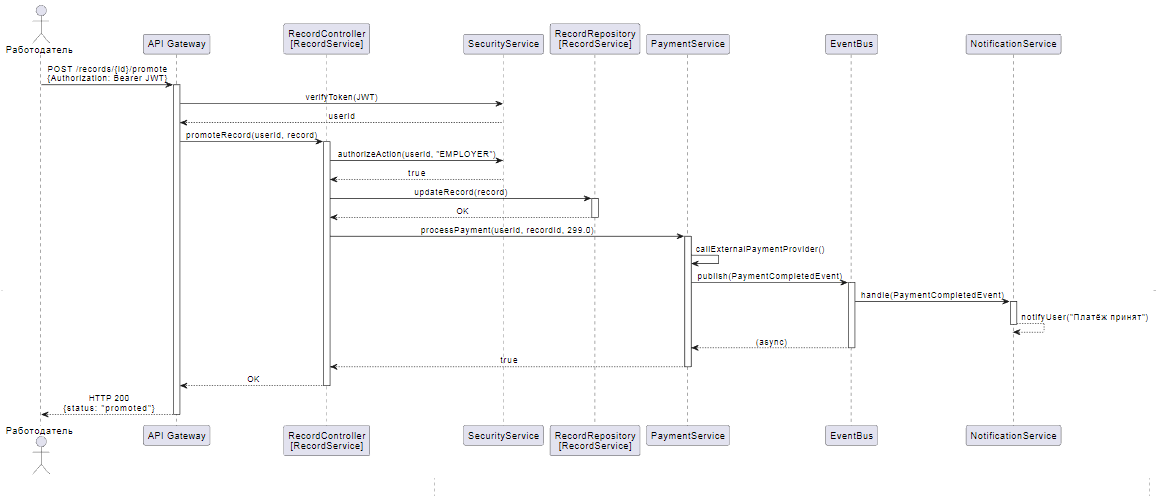 Работодатель
API Gateway
RecordController
[RecordService]
SecurityService
RecordRepository
[RecordService]
PaymentService
EventBus
NotificationService
POST /records/{id}/promote
{Authorization: Bearer JWT}
verifyToken(JWT)
userId
promoteRecord(userId, record)
authorizeAction(userId, "EMPLOYER")
true
updateRecord(record)
OK
processPayment(userId, recordId, 299.0)
callExternalPaymentProvider()
publish(PaymentCompletedEvent)
handle(PaymentCompletedEvent)
notifyUser("Платёж принят")
(async)
true
OK
HTTP 200
{status: "promoted"}
Работодатель
API Gateway
RecordController
[RecordService]
SecurityService
RecordRepository
[RecordService]
PaymentService
EventBus
NotificationService